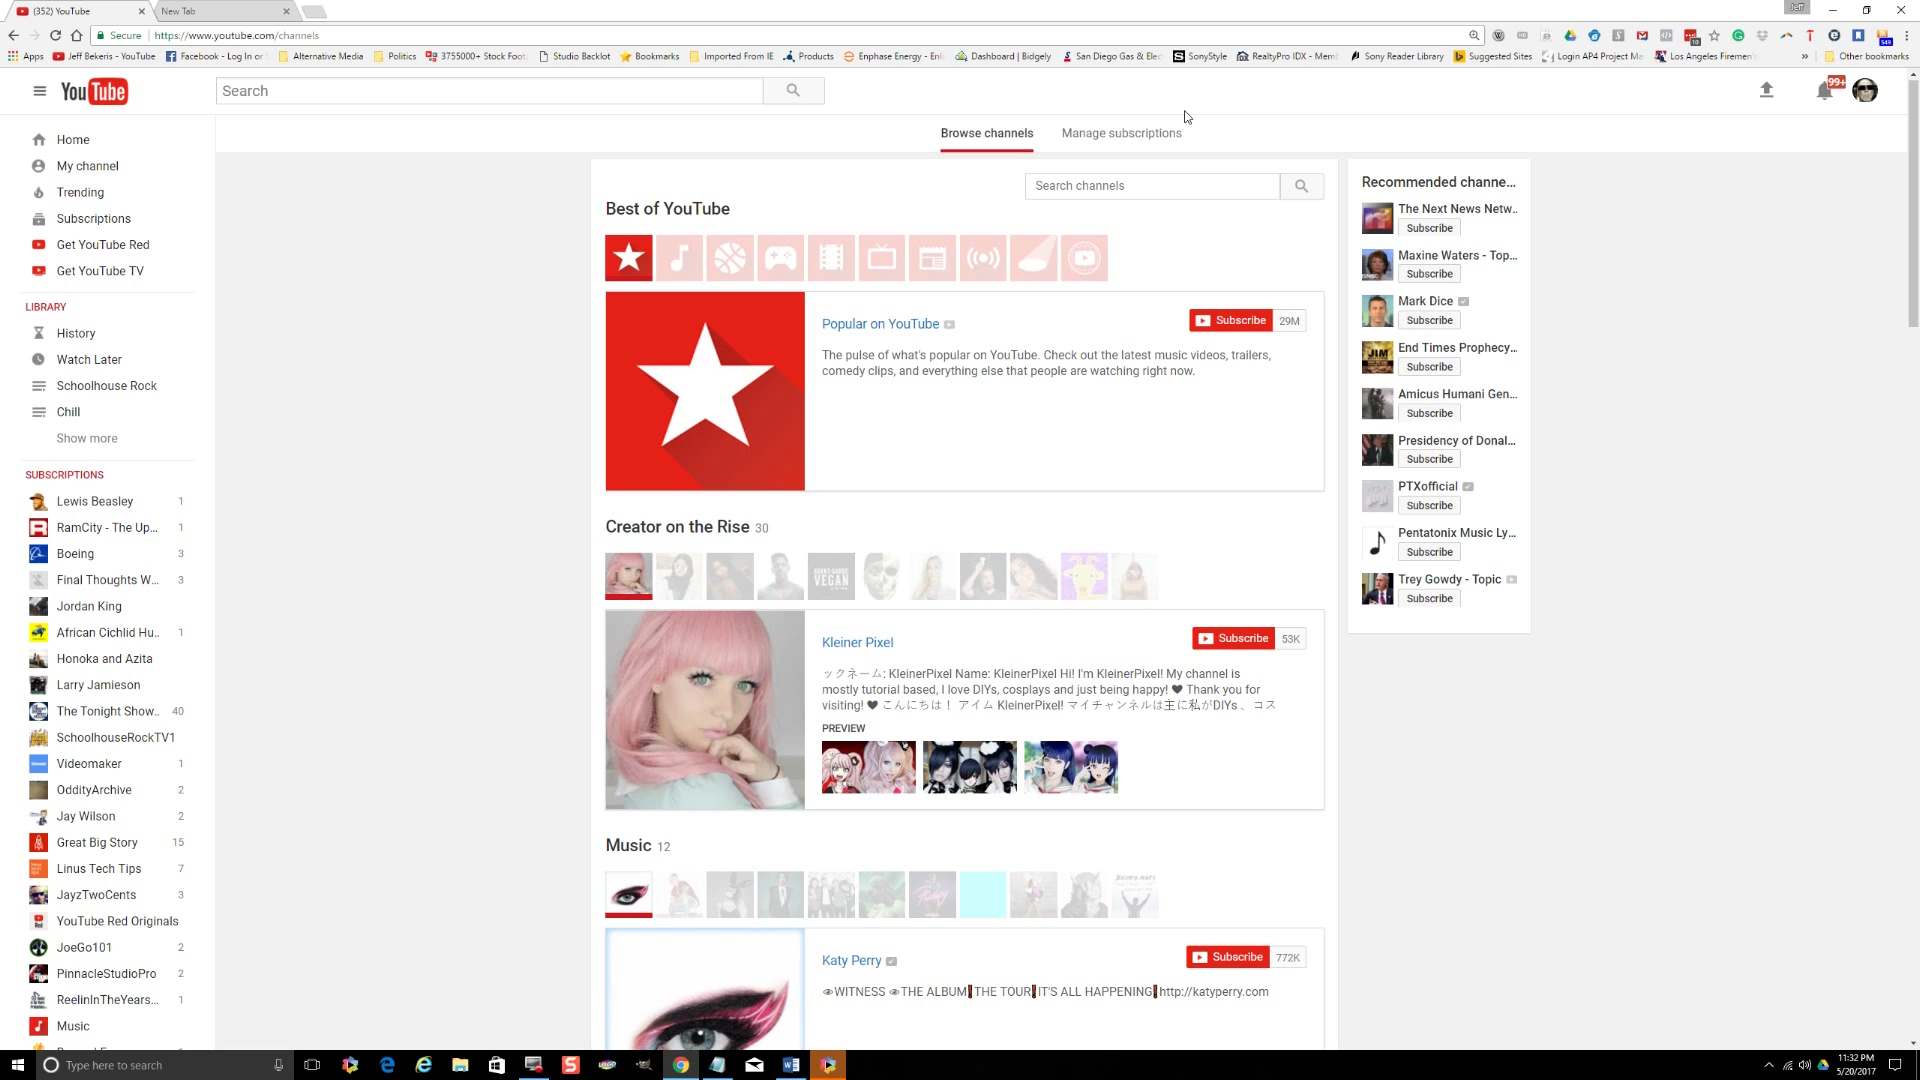 (352) YouTube
New Tab
Jeff
Secure
https://www.youtube.com/channels
Apps
Jeff Bekeris - YouTube
Facebook - Log In or
Alternative Media
Politics
3755000+ Stock Foot
Studio Backlot
Bookmarks
Imported From IE
Products
Enphase Energy - Enli
Dashboard | Bidgely
San Diego Gas & Elec
SonyStyle
RealtyPro IDX - Mem
Sony Reader Library
Suggested Sites
Login AP4 Project Ma
Los Angeles Firemen
»
Other bookmarks
YouTube
Search
99+
Browse channels
Manage subscriptions
Home
My channel
Trending
Subscriptions
Get YouTube Red
Get YouTube TV
LIBRARY
History
Watch Later
Schoolhouse Rock
Chill
Show more
SUBSCRIPTIONS
Lewis Beasley 1
RamCity - The Up... 1
Boeing 3
Final Thoughts W... 3
Jordan King
African Cichlid Hu.. 1
Honoka and Azita
Larry Jamieson
The Tonight Show.. 40
SchoolhouseRockTV1
Videomaker 1
OddityArchive 2
Jay Wilson 2
Great Big Story 15
Linus Tech Tips 7
JayzTwoCents 3
YouTube Red Originals
JoeGo101 2
PinnacleStudioPro 2
ReelinInTheYears... 1
Music
Search channels
Best of YouTube
Popular on YouTube
Subscribe 29M
The pulse of what's popular on YouTube. Check out the latest music videos, trailers,
comedy clips, and everything else that people are watching right now.
Creator on the Rise 30
VEGAN
Kleiner Pixel
Subscribe 53K
ックネーム: KleinerPixel Name: KleinerPixel Hi! I'm KleinerPixel! My channel is
mostly tutorial based, I love DIYs, cosplays and just being happy! ♥ Thank you for
visiting! ♥ こんにちは！ アイム KleinerPixel! マイチャンネルは主に私がDIYs 、コス
PREVIEW
Music 12
Katy Perry
Subscribe 772K
👁WITNESS 👁THE ALBUM❗THE TOUR❗IT'S ALL HAPPENING❗http://katyperry.com
Recommended channe...
The Next News Netw..
Subscribe
Maxine Waters - Top...
Subscribe
Mark Dice
Subscribe
End Times Prophecy...
Subscribe
Amicus Humani Gen...
Subscribe
Presidency of Donal...
Subscribe
PTXofficial
Subscribe
Pentatonix Music Ly...
Subscribe
Trey Gowdy - Topic
Subscribe
Type here to search
11:32 PM
5/20/2017